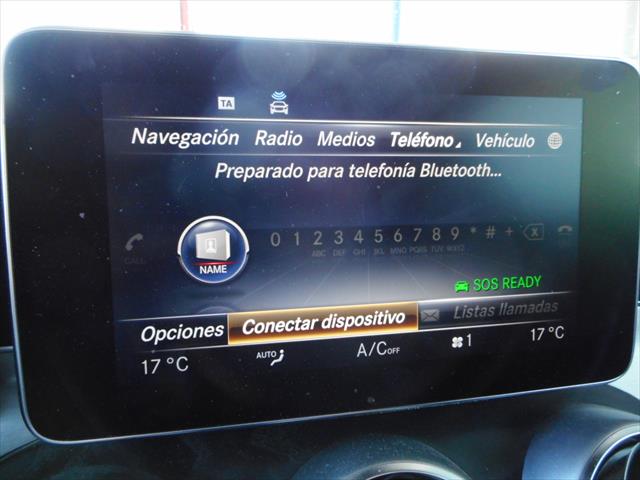 TA
Navegación Radio Medios Teléfono Vehículo
Preparado para telefonía Bluetooth...
0 1 2 3 4 5 6 7 8 9 * # +
ABC DEF GHI JKL MNO PQRS TUV WXYZ
CALL
NAME
SOS READY
Opciones Conectar dispositivo Listas llamadas
17 °C AUTO A/C OFF 1 17 °C